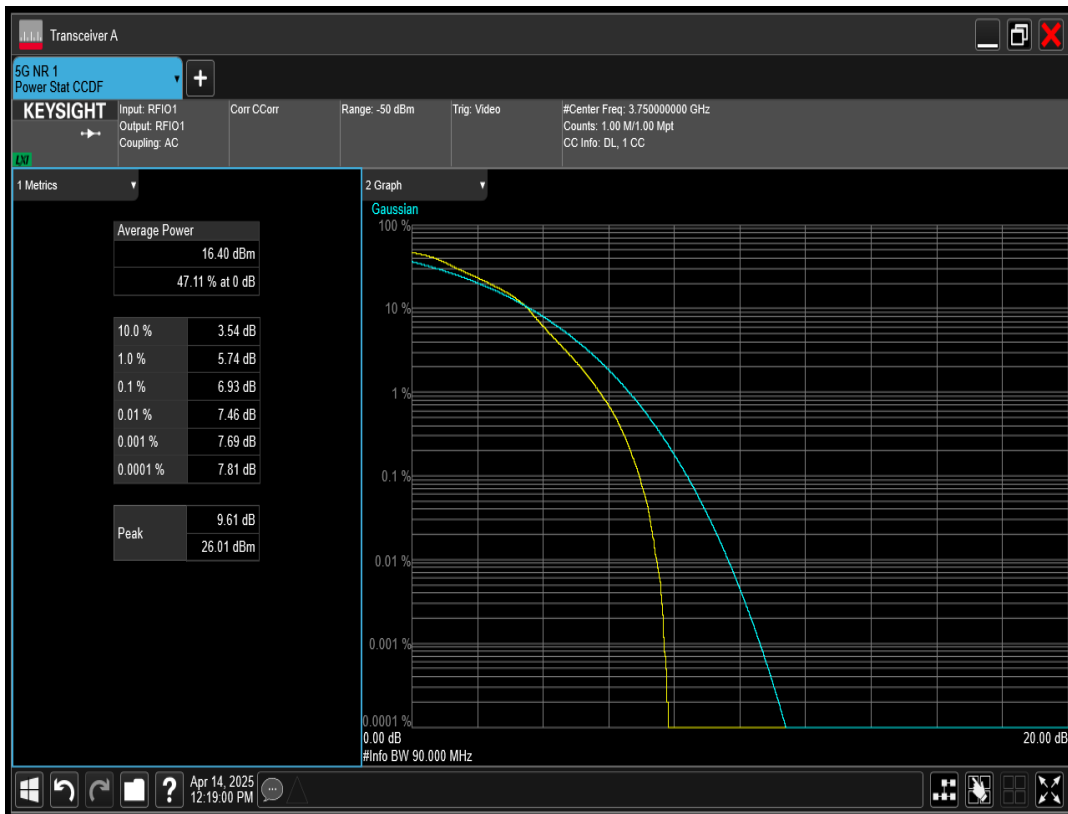 Transceiver A
5G NR 1
Power Stat CCDF
+
KEYSIGHT
LXI
Input: RFIO1
Output: RFIO1
Coupling: AC
Corr CCorr
Range: -50 dBm
Trig: Video
#Center Freq: 3.750000000 GHz
Counts: 1.00 M/1.00 Mpt
CC Info: DL, 1 CC
1 Metrics
Average Power
16.40 dBm
47.11 % at 0 dB
10.0 % 3.54 dB
1.0 % 5.74 dB
0.1 % 6.93 dB
0.01 % 7.46 dB
0.001 % 7.69 dB
0.0001 % 7.81 dB
Peak
9.61 dB
26.01 dBm
2 Graph
Gaussian
100 %
10 %
1 %
0.1 %
0.01 %
0.001 %
0.0001 %
0.00 dB
20.00 dB
#Info BW 90.000 MHz
?
Apr 14, 2025
12:19:00 PM